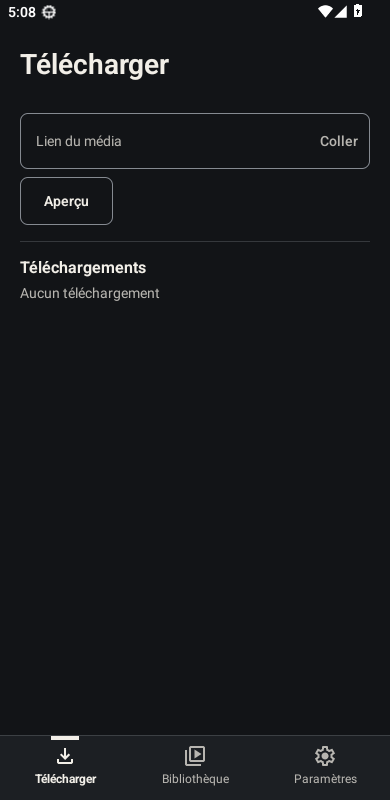 5:08
Télécharger
Lien du média
Coller
Aperçu
Téléchargements
Aucun téléchargement
Télécharger
Bibliothèque
Paramètres